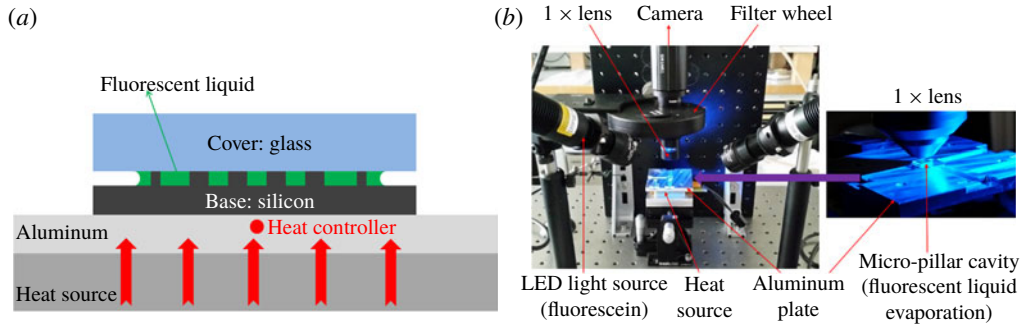 (a)
Fluorescent liquid
Cover: glass
Base: silicon
Aluminum
Heat controller
Heat source
(b)
1 × lens
Camera
Filter wheel
1 × lens
LED light source
(fluorescein)
Heat
source
Aluminum
plate
Micro-pillar cavity
(fluorescent liquid
evaporation)